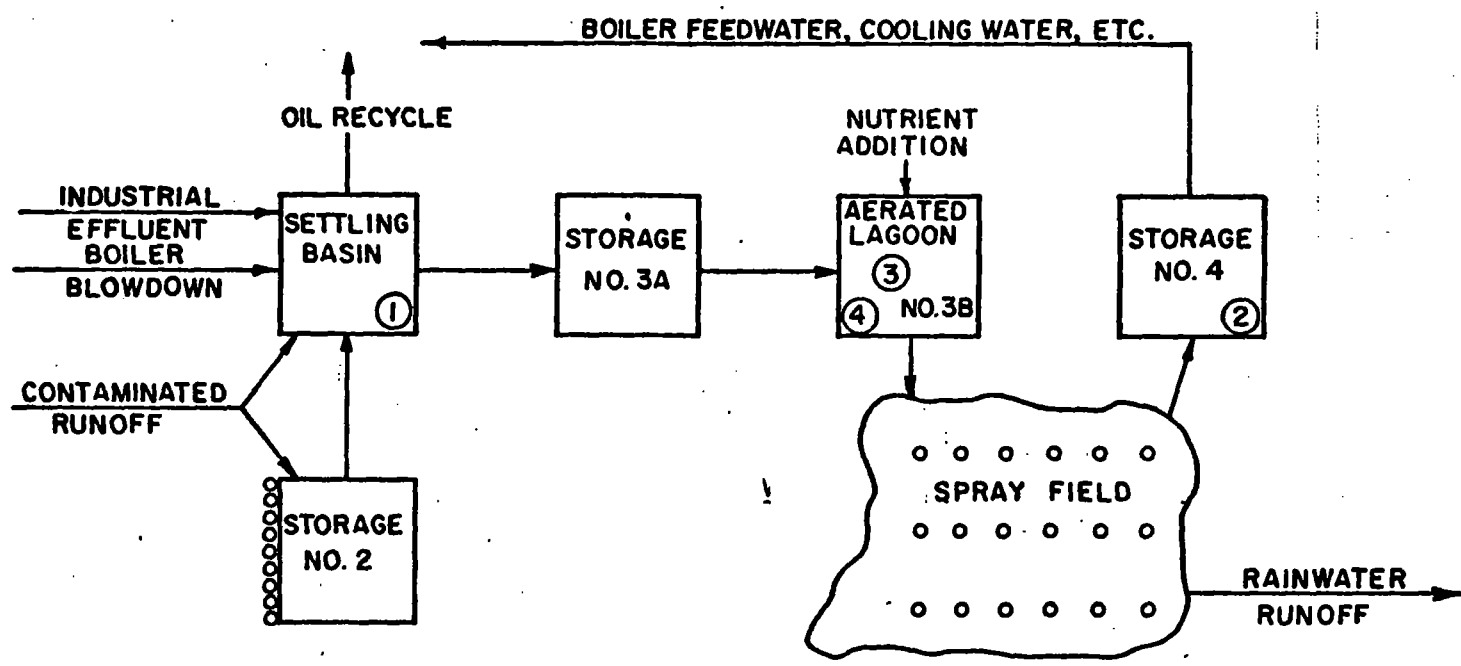 BOILER FEEDWATER, COOLING WATER, ETC.
OIL RECYCLE
NUTRIENT
ADDITION
INDUSTRIAL
EFFLUENT
BOILER
BLOWDOWN
SETTLING
BASIN
1
STORAGE
NO. 3A
AERATED
LAGOON
3
4 NO.3B
STORAGE
NO. 4
2
CONTAMINATED
RUNOFF
STORAGE
NO. 2
SPRAY FIELD
RAINWATER
RUNOFF